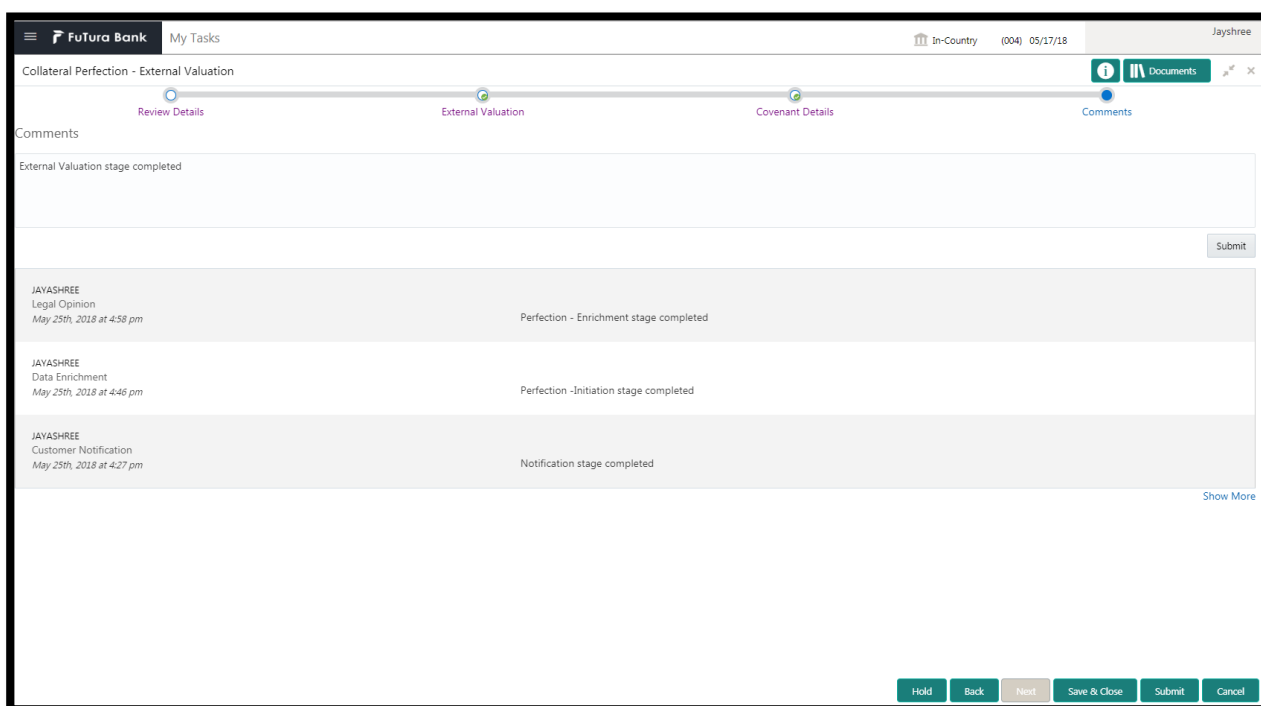 FuTura Bank My Tasks In-Country (004) 05/17/18 Jayshree
Collateral Perfection - External Valuation Documents
Review Details External Valuation Covenant Details Comments
Comments
External Valuation stage completed
Submit
JAYASHREE
Legal Opinion
May 25th, 2018 at 4:58 pm Perfection - Enrichment stage completed
JAYASHREE
Data Enrichment
May 25th, 2018 at 4:46 pm Perfection -Initiation stage completed
JAYASHREE
Customer Notification
May 25th, 2018 at 4:27 pm Notification stage completed
Show More
Hold Back Next Save & Close Submit Cancel